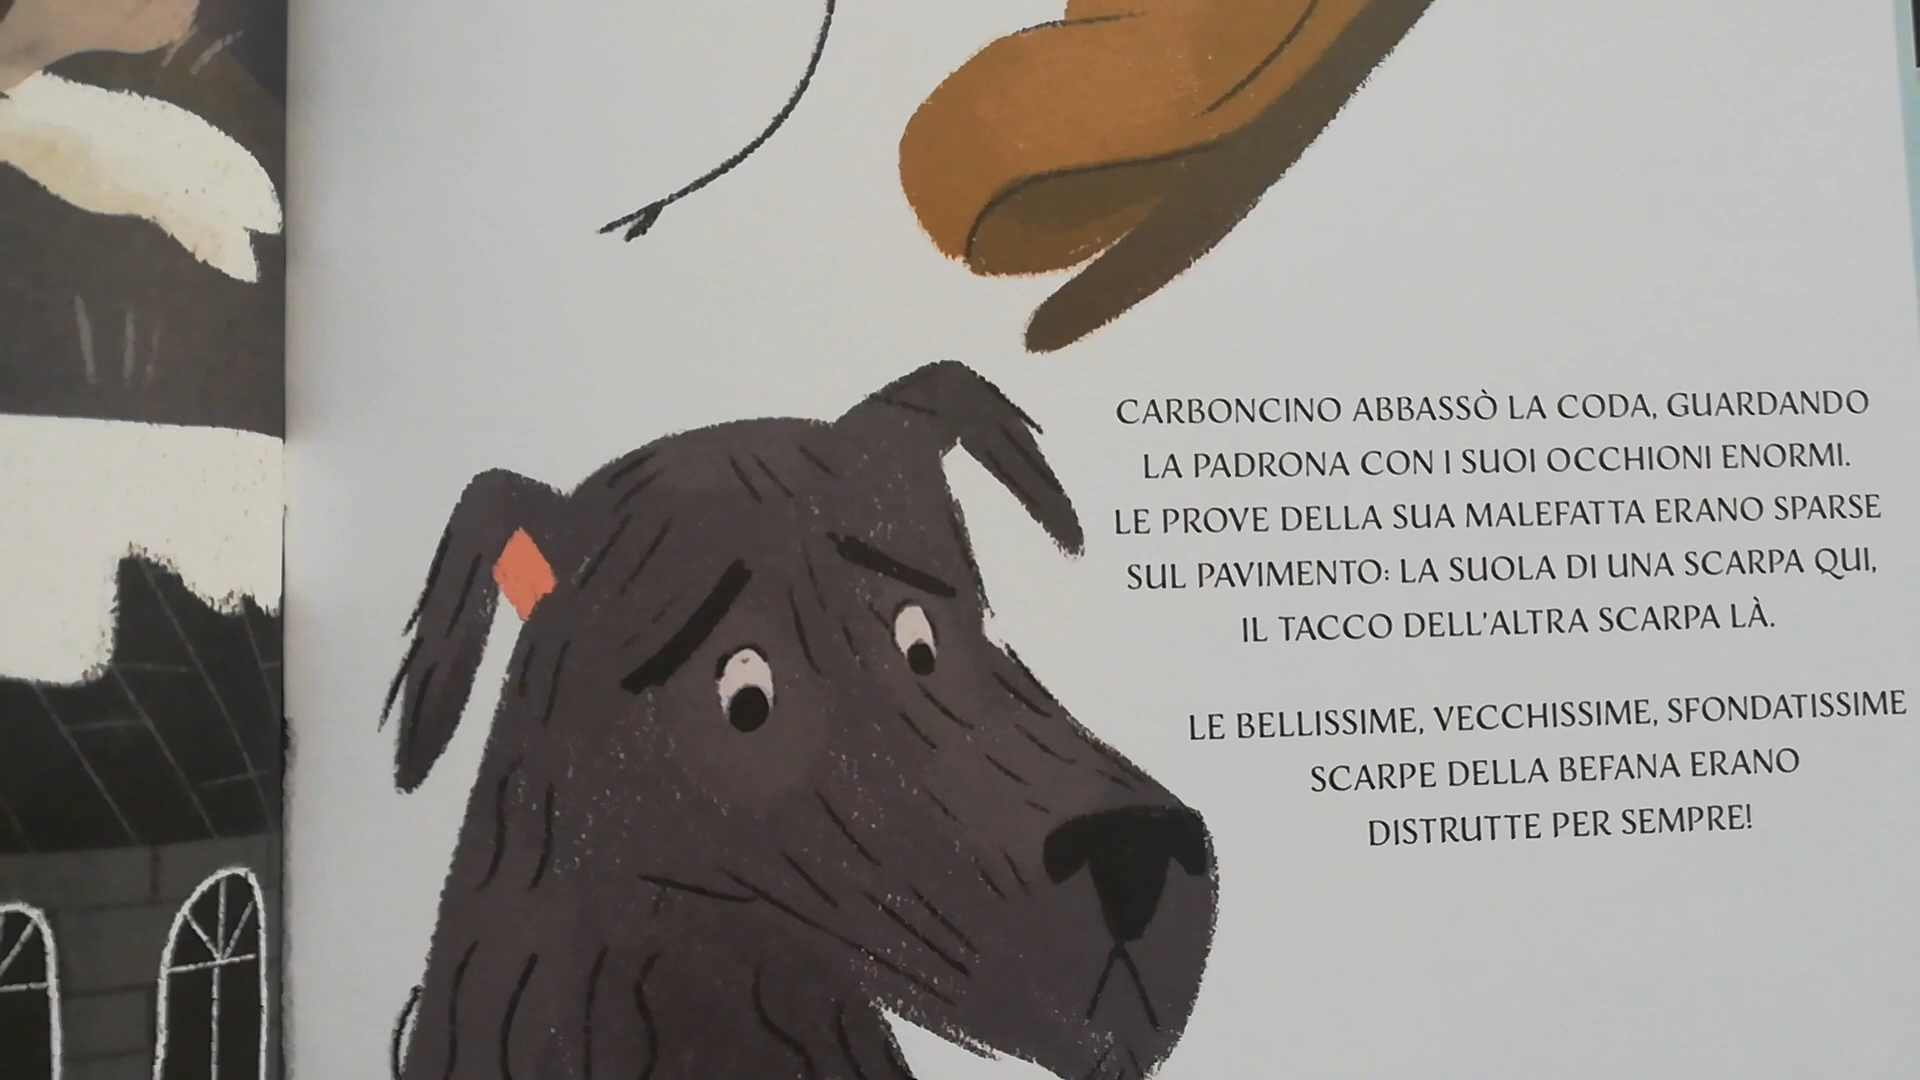 CARBONCINO ABBASSÒ LA CODA, GUARDANDO
LA PADRONA CON I SUOI OCCHIONI ENORMI.
LE PROVE DELLA SUA MALEFATTA ERANO SPARSE
SUL PAVIMENTO: LA SUOLA DI UNA SCARPA QUI,
IL TACCO DELL'ALTRA SCARPA LÀ.
LE BELLISSIME, VECCHISSIME, SFONDATISSIME
SCARPE DELLA BEFANA ERANO
DISTRUTTE PER SEMPRE!